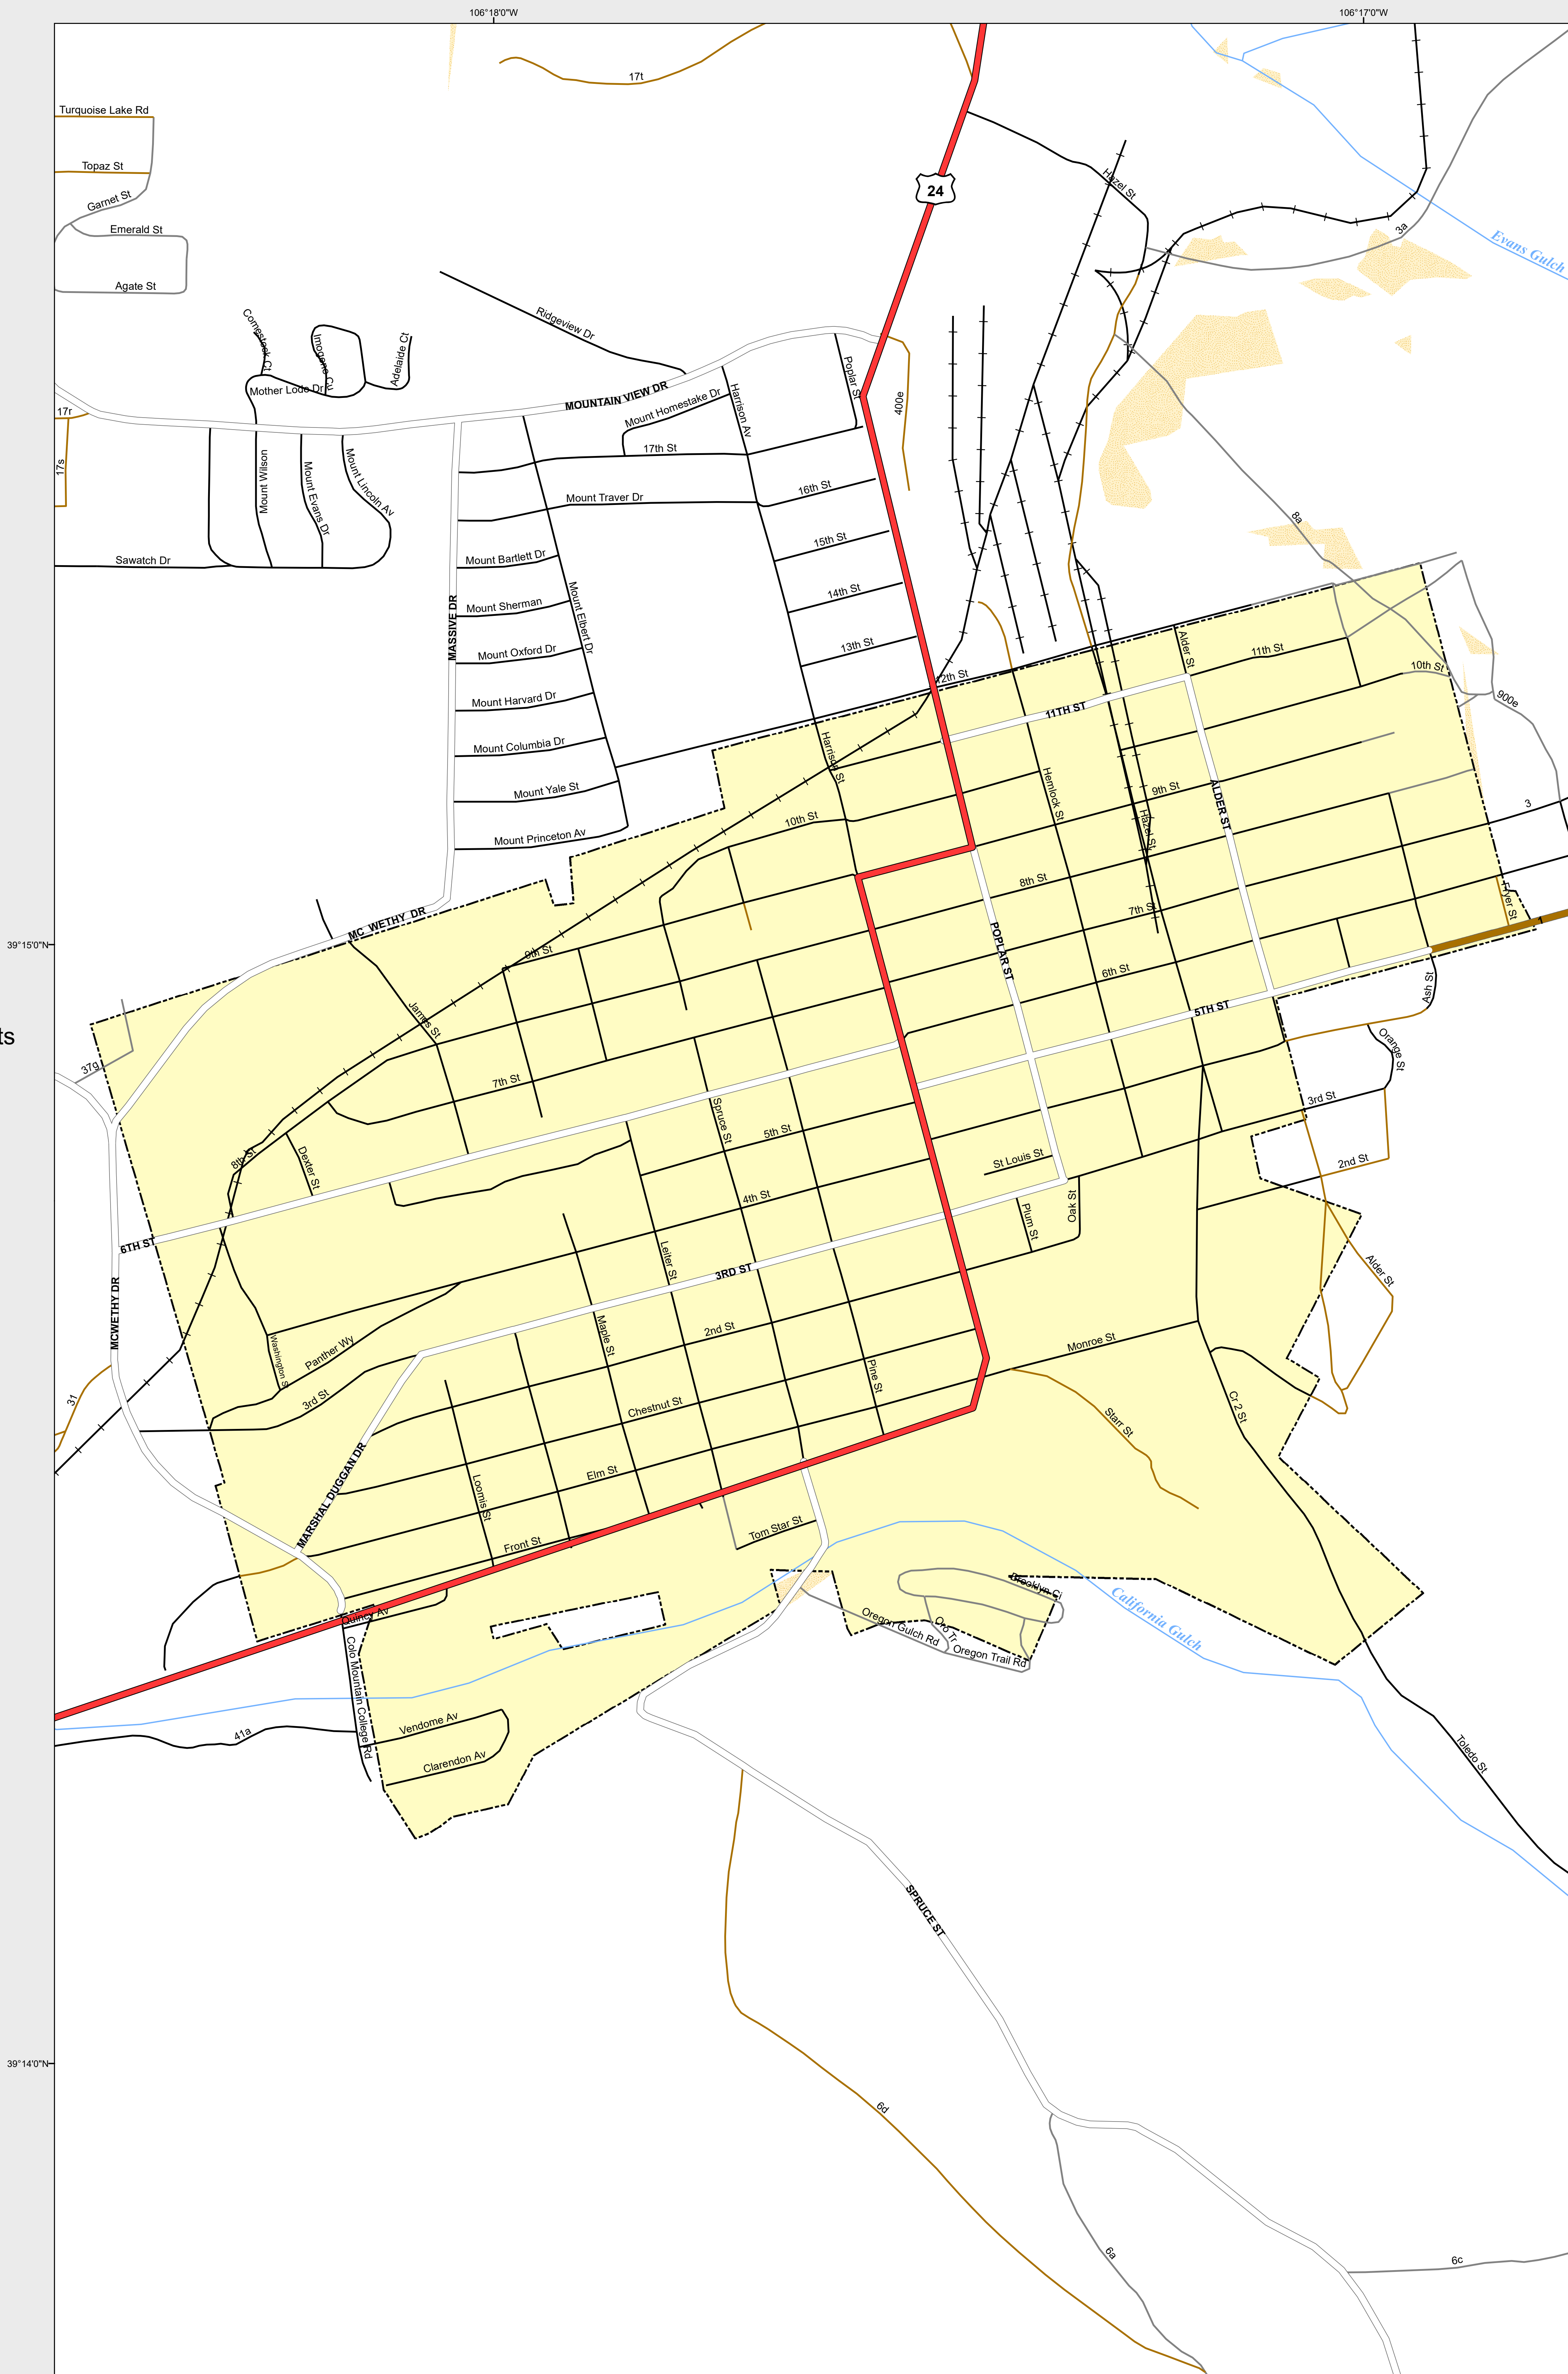 106°18'0"W
106°17'0"W
17t
Turquoise Lake Rd
Topaz St
Garnet St
Emerald St
Agate St
24
Hazel St
3a
Evans Gulch
Comestock Ct
Imogene Cu
Adelaide Ct
Mother Lode Dr
Ridgeview Dr
MOUNTAIN VIEW DR
Poplar St
400e
Mount Homestake Dr
Harrison Av
17r
17s
17th St
Mount Wilson
Mount Evans Dr
Mount Lincoln Av
Mount Traver Dr
16th St
8a
Sawatch Dr
15th St
Mount Bartlett Dr
14th St
Mount Sherman
Mount Elbert Dr
MASSIVE DR
13th St
Mount Oxford Dr
Alder St
11th St
10th St
12th St
Mount Harvard Dr
900e
11TH ST
Mount Columbia Dr
Harrison St
Hemlock St
9th St
ALDER ST
Mount Yale St
3
10th St
Hazel St
Mount Princeton Av
8th St
Fryer St
MC WETHY DR
7th St
39°15'0"N
POPLAR ST
9th St
6th St
Ash St
James St
5TH ST
ts
Orange St
37g
7th St
3rd St
Spruce St
5th St
8th St
Dexter St
St Louis St
2nd St
4th St
Oak St
Plum St
6TH ST
Leiter St
3RD ST
Alder St
MCWETHY DR
Maple St
2nd St
Monroe St
Washington S
Panther Wy
Pine St
31
3rd St
Chestnut St
Starr St
Cr 2 St
Elm St
MARSHAL DUGGAN DR
Loomis St
Tom Star St
Front St
Brooklyn Ci
California Gulch
Quincy Av
Oregon Gulch Rd
Oro Tr
Oregon Trail Rd
Colo Mountain College Rd
Vendome Av
41a
Clarendon Av
Toledo St
SPRUCE ST
39°14'0"N
6d
6a
6c